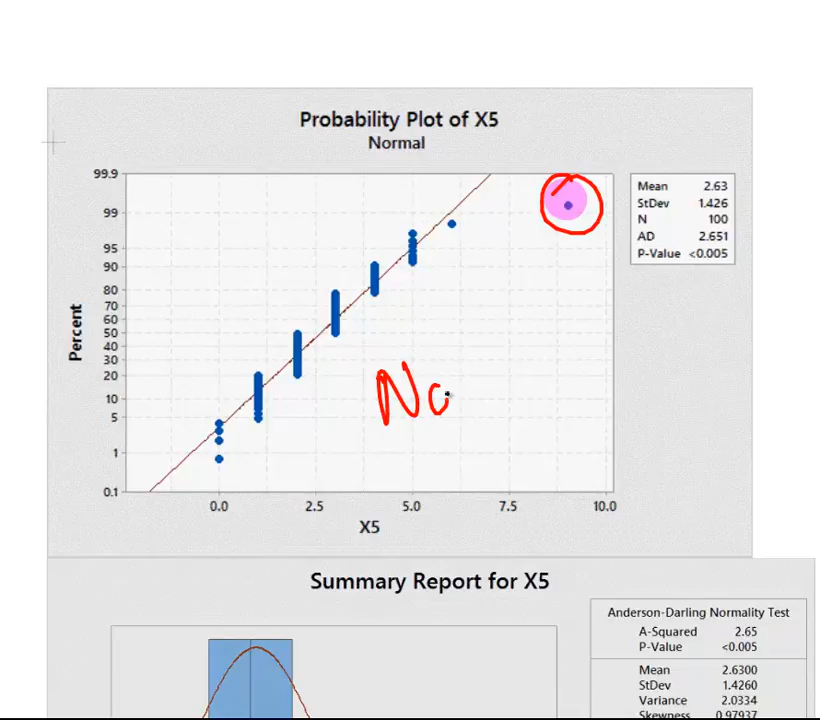 Probability Plot of X5
Normal
99.9
99
95
90
80
70
60
50
40
30
20
10
5
1
0.1
Percent
0.0 2.5 5.0 7.5 10.0
X5
Mean 2.63
StDev 1.426
N 100
AD 2.651
P-Value <0.005
No
Summary Report for X5
Anderson-Darling Normality Test
A-Squared 2.65
P-Value <0.005
Mean 2.6300
StDev 1.4260
Variance 2.0334
Skewness 0.97937